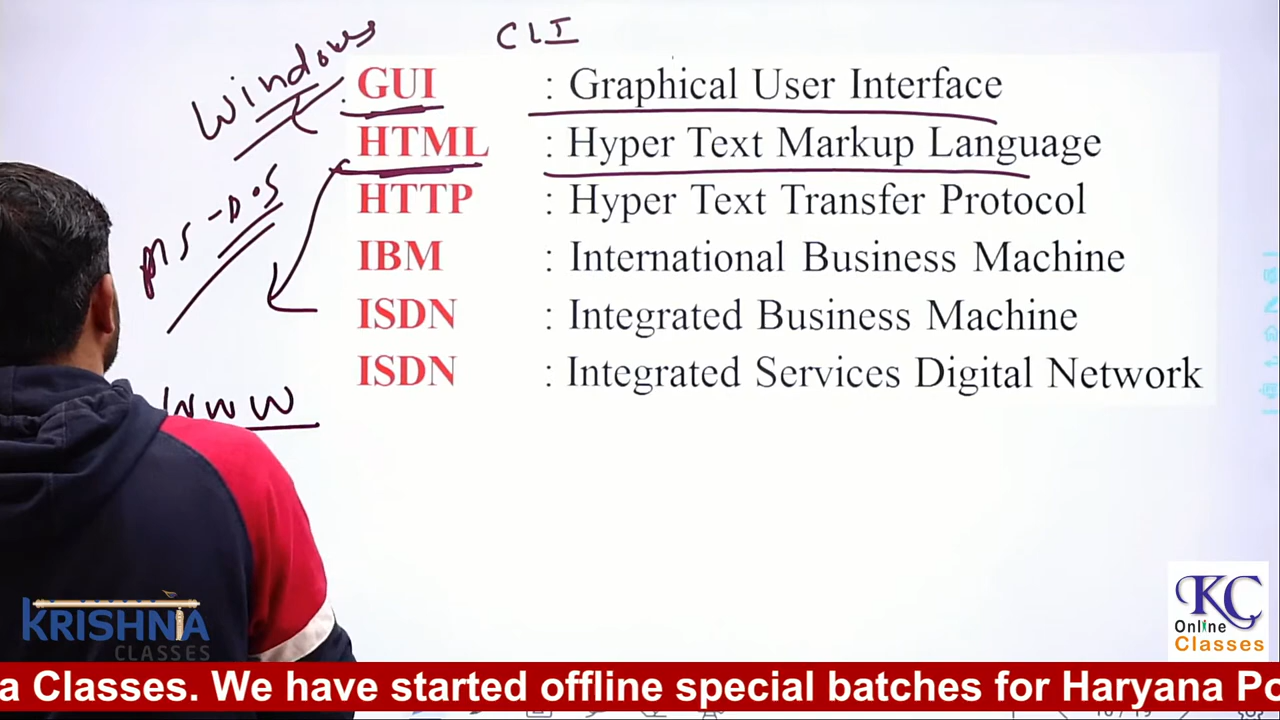 CLI
Windows
GUI : Graphical User Interface
HTML : Hyper Text Markup Language
HTTP : Hyper Text Transfer Protocol
MS-DOS
IBM : International Business Machine
ISDN : Integrated Business Machine
ISDN : Integrated Services Digital Network
WWW
KRISHNA
CLASSES
KC
Online
Classes
a Classes. We have started offline special batches for Haryana Po